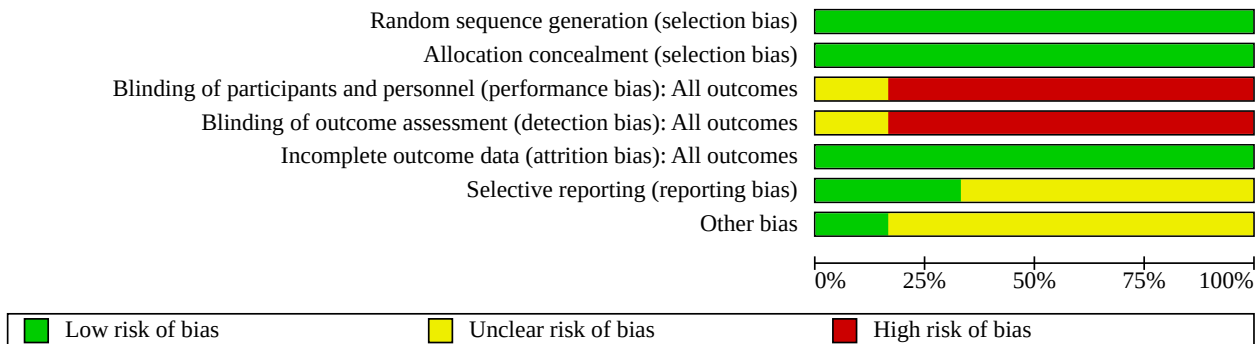 Random sequence generation (selection bias)
Allocation concealment (selection bias)
Blinding of participants and personnel (performance bias): All outcomes
Blinding of outcome assessment (detection bias): All outcomes
Incomplete outcome data (attrition bias): All outcomes
Selective reporting (reporting bias)
Other bias
0% 25% 50% 75% 100%
Low risk of bias Unclear risk of bias High risk of bias